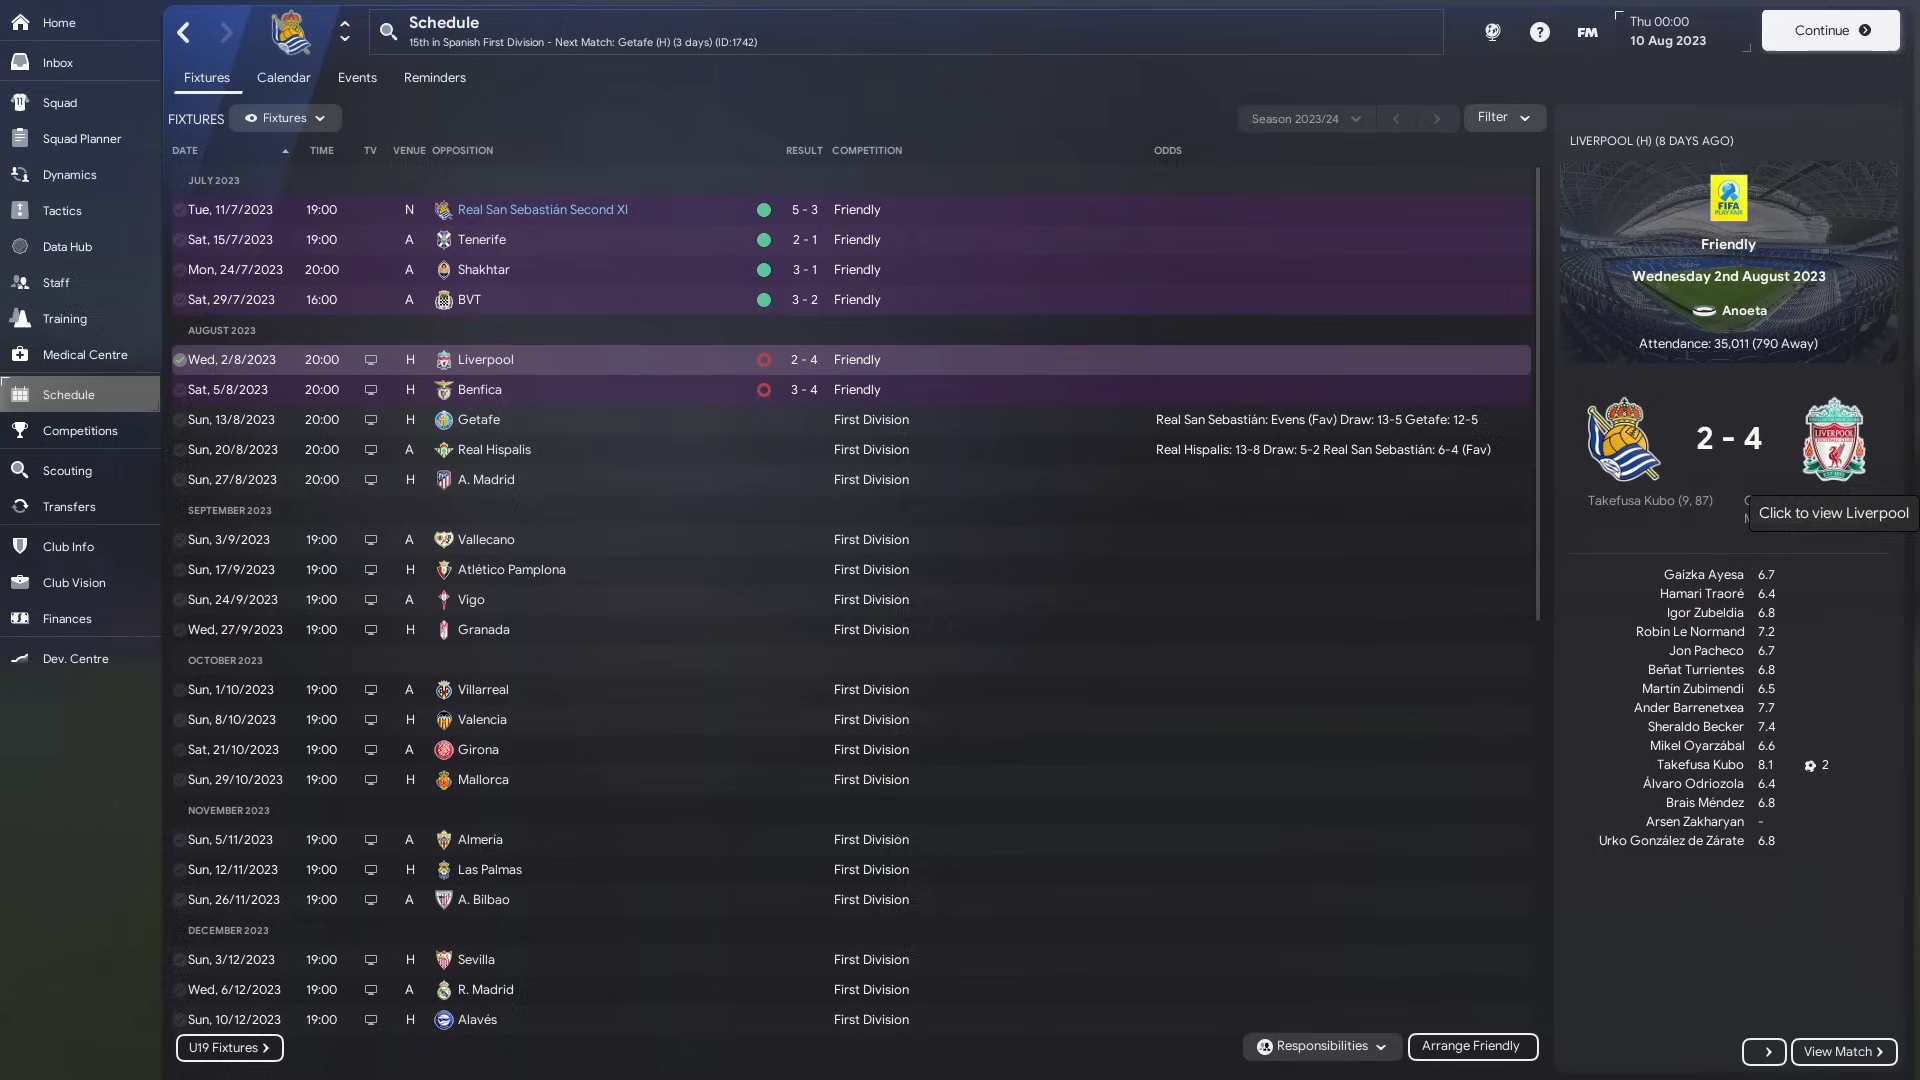 Home
Inbox
Squad
Squad Planner
Dynamics
Tactics
Data Hub
Staff
Training
Medical Centre
Schedule
Competitions
Scouting
Transfers
Club Info
Club Vision
Finances
Dev. Centre
Schedule
15th in Spanish First Division - Next Match: Getafe (H) (3 days) (ID:1742)
FM
Thu 00:00
10 Aug 2023
Continue
Fixtures Calendar Events Reminders
FIXTURES Fixtures Season 2023/24 Filter
DATE TIME TV VENUE OPPOSITION RESULT COMPETITION ODDS
JULY 2023
Tue, 11/7/2023 19:00 N Real San Sebastián Second XI 5 - 3 Friendly
Sat, 15/7/2023 19:00 A Tenerife 2 - 1 Friendly
Mon, 24/7/2023 20:00 A Shakhtar 3 - 1 Friendly
Sat, 29/7/2023 16:00 A BVT 3 - 2 Friendly
AUGUST 2023
Wed, 2/8/2023 20:00 H Liverpool 2 - 4 Friendly
Sat, 5/8/2023 20:00 H Benfica 3 - 4 Friendly
Sun, 13/8/2023 20:00 H Getafe First Division Real San Sebastián: Evens (Fav) Draw: 13-5 Getafe: 12-5
Sun, 20/8/2023 20:00 A Real Hispalis First Division Real Hispalis: 13-8 Draw: 5-2 Real San Sebastián: 6-4 (Fav)
Sun, 27/8/2023 20:00 H A. Madrid First Division
SEPTEMBER 2023
Sun, 3/9/2023 19:00 A Vallecano First Division
Sun, 17/9/2023 19:00 H Atlético Pamplona First Division
Sun, 24/9/2023 19:00 A Vigo First Division
Wed, 27/9/2023 19:00 H Granada First Division
OCTOBER 2023
Sun, 1/10/2023 19:00 A Villarreal First Division
Sun, 8/10/2023 19:00 H Valencia First Division
Sat, 21/10/2023 19:00 A Girona First Division
Sun, 29/10/2023 19:00 H Mallorca First Division
NOVEMBER 2023
Sun, 5/11/2023 19:00 A Almería First Division
Sun, 12/11/2023 19:00 H Las Palmas First Division
Sun, 26/11/2023 19:00 A A. Bilbao First Division
DECEMBER 2023
Sun, 3/12/2023 19:00 H Sevilla First Division
Wed, 6/12/2023 19:00 A R. Madrid First Division
Sun, 10/12/2023 19:00 H Alavés First Division
U19 Fixtures
Responsibilities
Arrange Friendly
LIVERPOOL (H) (8 DAYS AGO)
FIFA
PLAY FAIR
Friendly
Wednesday 2nd August 2023
Anoeta
Attendance: 35,011 (790 Away)
2 - 4
LIVERPOOL
Takefusa Kubo (9, 87)
Click to view Liverpool
Gaizka Ayesa 6.7
Hamari Traoré 6.4
Igor Zubeldia 6.8
Robin Le Normand 7.2
Jon Pacheco 6.7
Beñat Turrientes 6.8
Martín Zubimendi 6.5
Ander Barrenetxea 7.7
Sheraldo Becker 7.4
Mikel Oyarzábal 6.6
Takefusa Kubo 8.1 2
Álvaro Odriozola 6.4
Brais Méndez 6.8
Arsen Zakharyan -
Urko González de Zárate 6.8
View Match